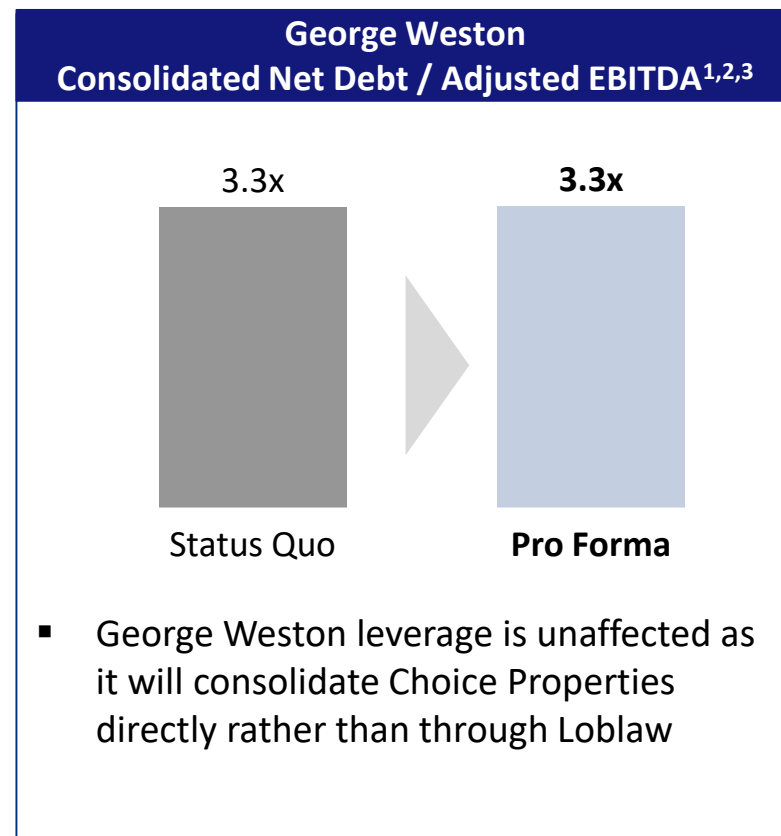 George Weston
Consolidated Net Debt / Adjusted EBITDA1,2,3
3.3x
3.3x
Status Quo
Pro Forma
▪ George Weston leverage is unaffected as
it will consolidate Choice Properties
directly rather than through Loblaw